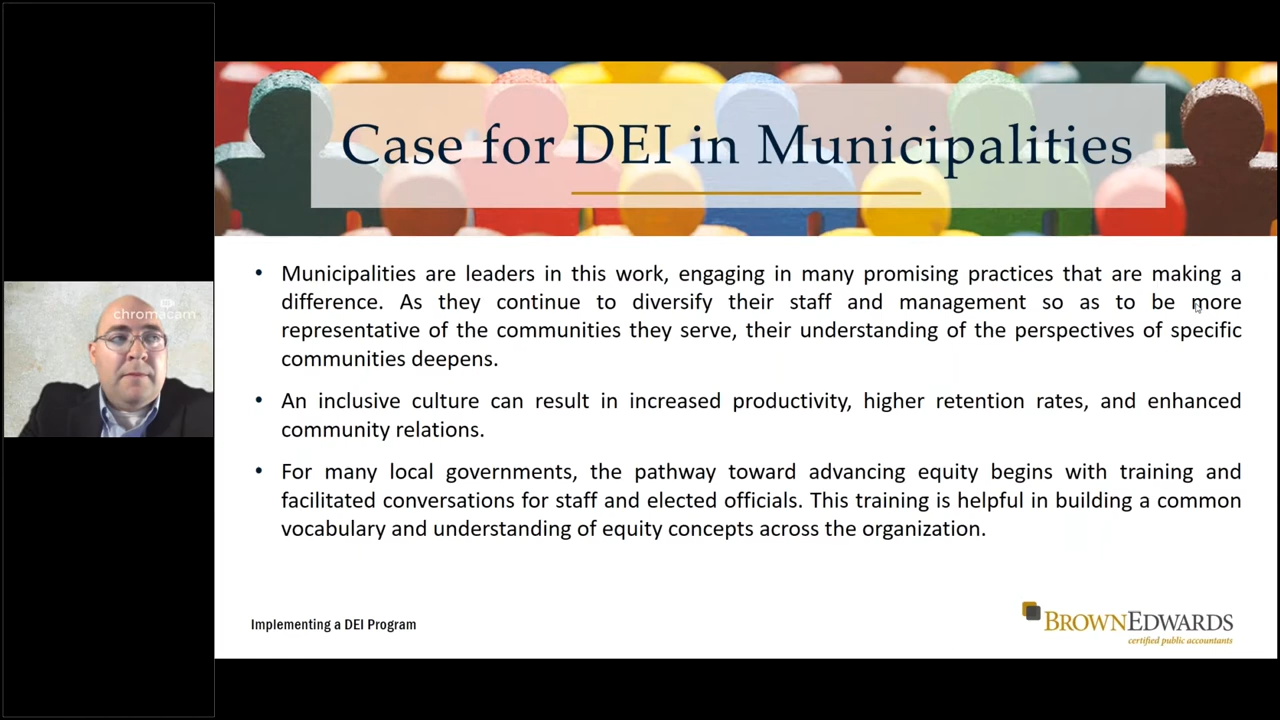 Case for DEI in Municipalities
chromacam
• Municipalities are leaders in this work, engaging in many promising practices that are making a
difference. As they continue to diversify their staff and management so as to be more
representative of the communities they serve, their understanding of the perspectives of specific
communities deepens.
• An inclusive culture can result in increased productivity, higher retention rates, and enhanced
community relations.
• For many local governments, the pathway toward advancing equity begins with training and
facilitated conversations for staff and elected officials. This training is helpful in building a common
vocabulary and understanding of equity concepts across the organization.
Implementing a DEI Program
BROWNEDWARDS
certified public accountants